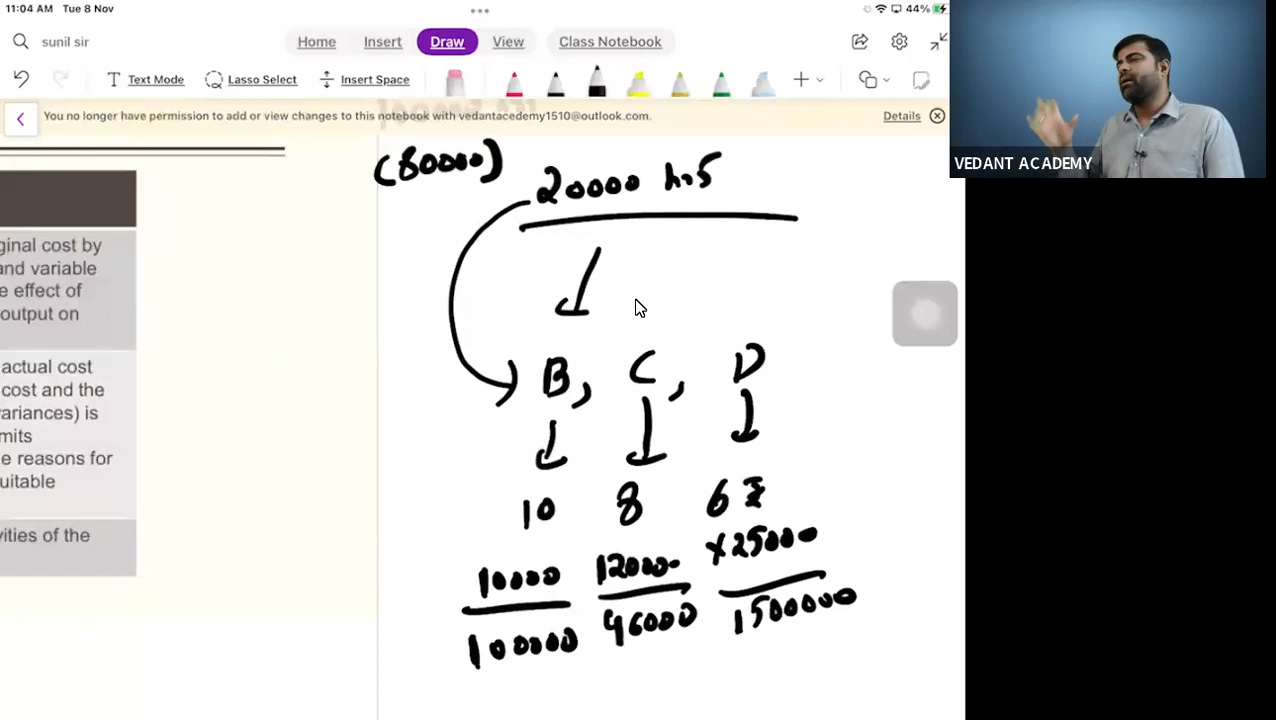 11:04 AM Tue 8 Nov
44%
sunil sir
Home Insert Draw View Class Notebook
Text Mode Lasso Select Insert Space
You no longer have permission to add or view changes to this notebook with vedantacedemy1510@outlook.com. Details
VEDANT ACADEMY
(80000)
20000 hrs
B, C, D
10 8 6 ₹
10000 12000 x25000
100000 96000 1500000
ginal cost by
and variable
e effect of
output on
actual cost
cost and the
variances) is
mits
e reasons for
uitable
vities of the